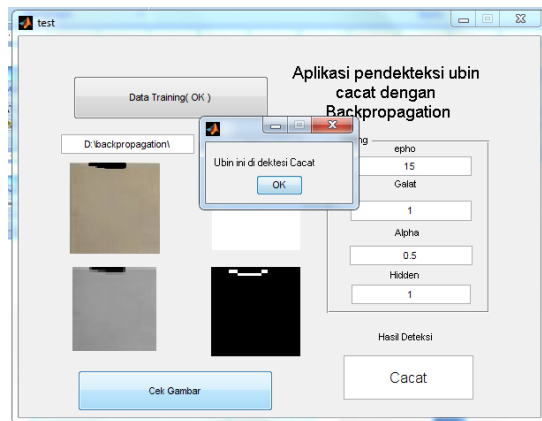 test
Data Training( OK )
Aplikasi pendekteksi ubin
cacat dengan
Backpropagation
D:\backpropagation\
Ubin ini di dektesi Cacat
OK
epho
15
Galat
1
Alpha
0.5
Hidden
1
Hasil Deteksi
Cacat
Cek Gambar